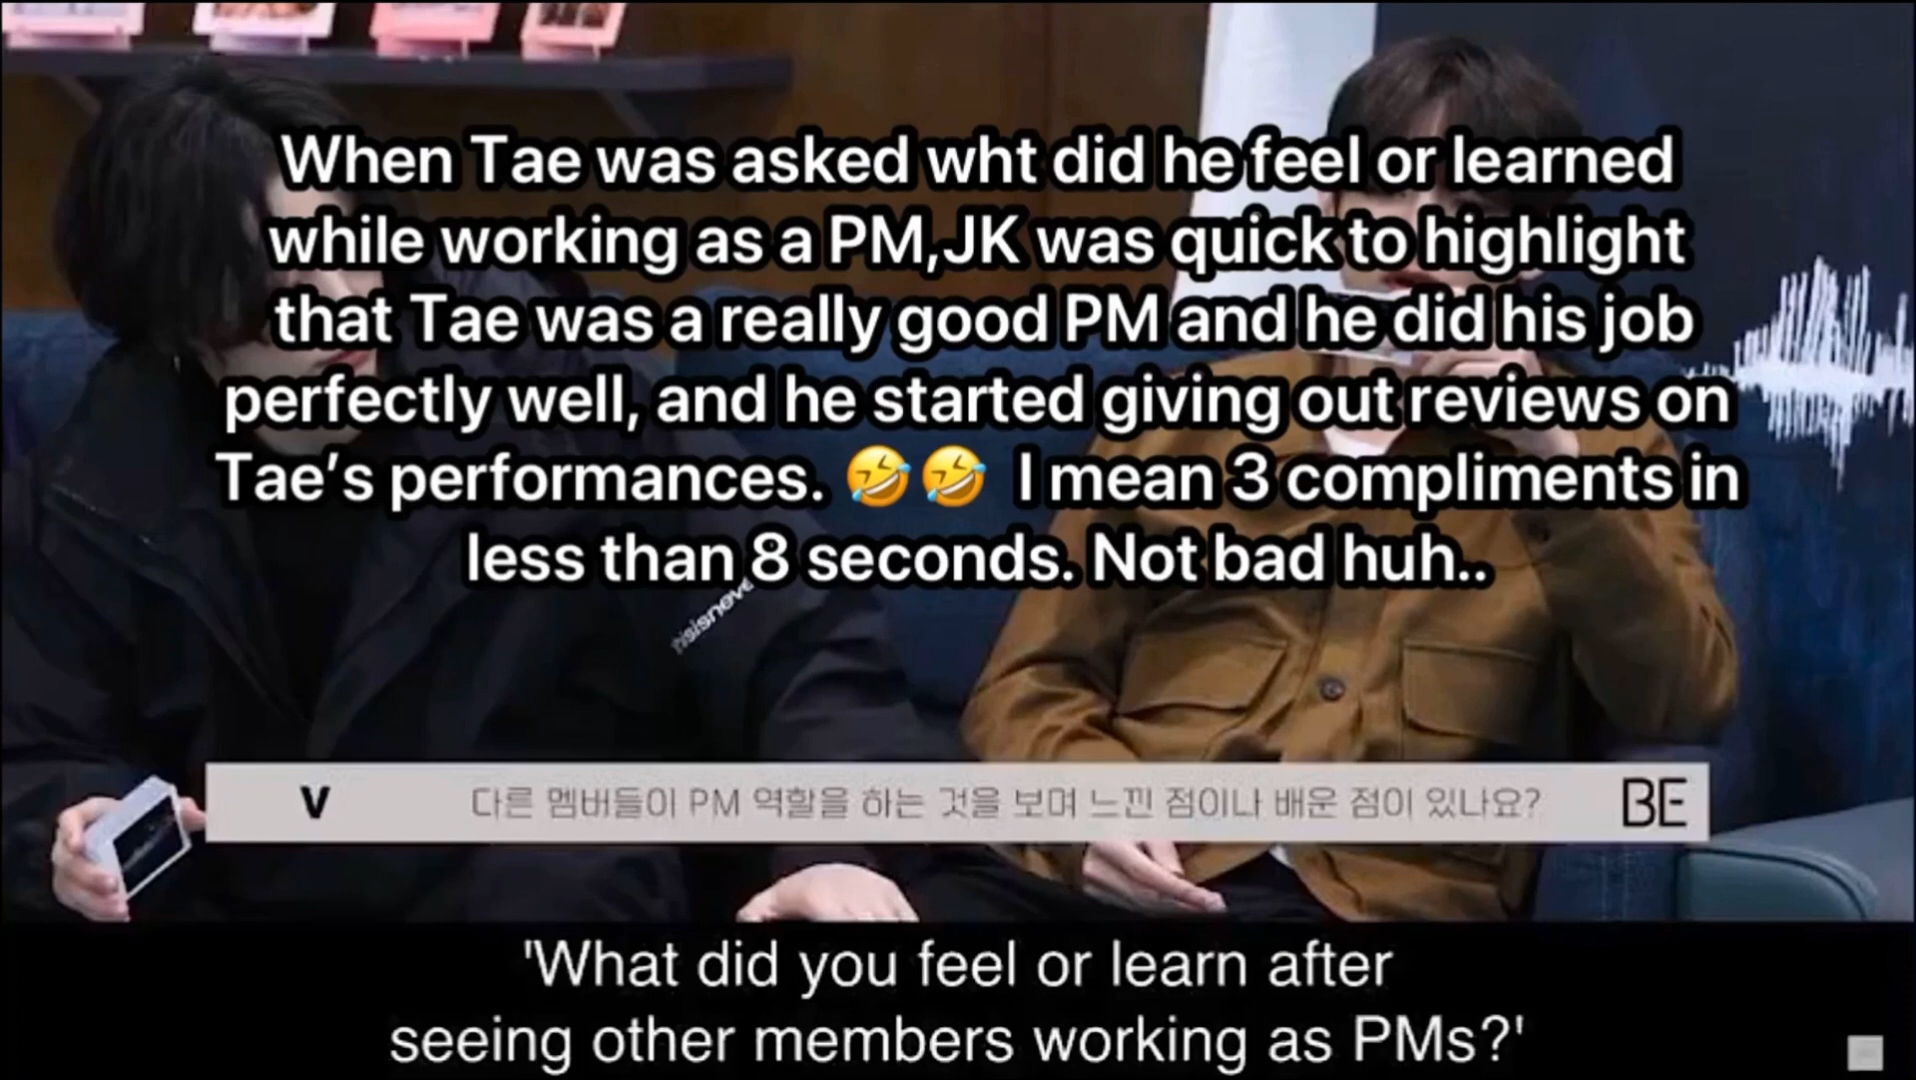 When Tae was asked wht did he feel or learned
while working as a PM,JK was quick to highlight
that Tae was a really good PM and he did his job
perfectly well, and he started giving out reviews on
Tae’s performances. 🤣🤣 I mean 3 compliments in
less than 8 seconds. Not bad huh..
V 다른 멤버들이 PM 역할을 하는 것을 보며 느낀 점이나 배운 점이 있나요? BE
'What did you feel or learn after
seeing other members working as PMs?'